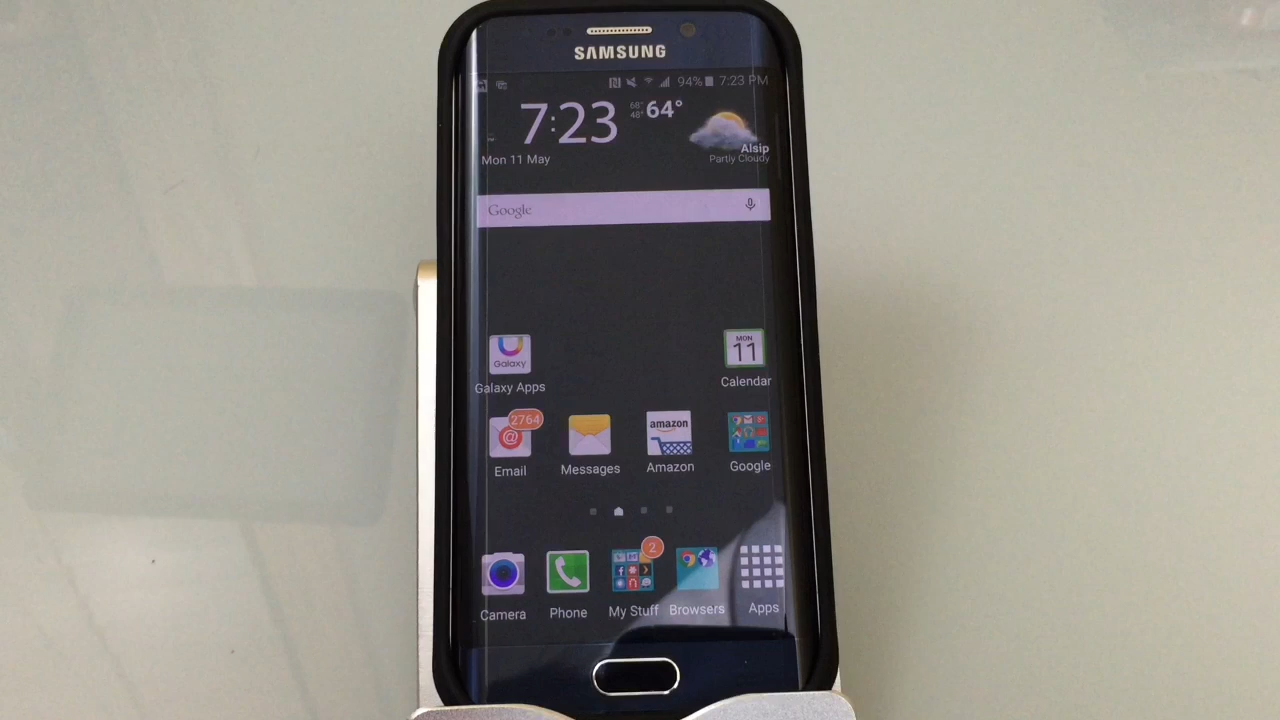 SAMSUNG
94% 7:23 PM
7:23 68° 48° 64°
Mon 11 May
Alsip
Partly Cloudy
Google
Galaxy
MON
11
Galaxy Apps
Calendar
2764
@
amazon
Email
Messages
Amazon
Google
2
Camera
Phone
My Stuff
Browsers
Apps